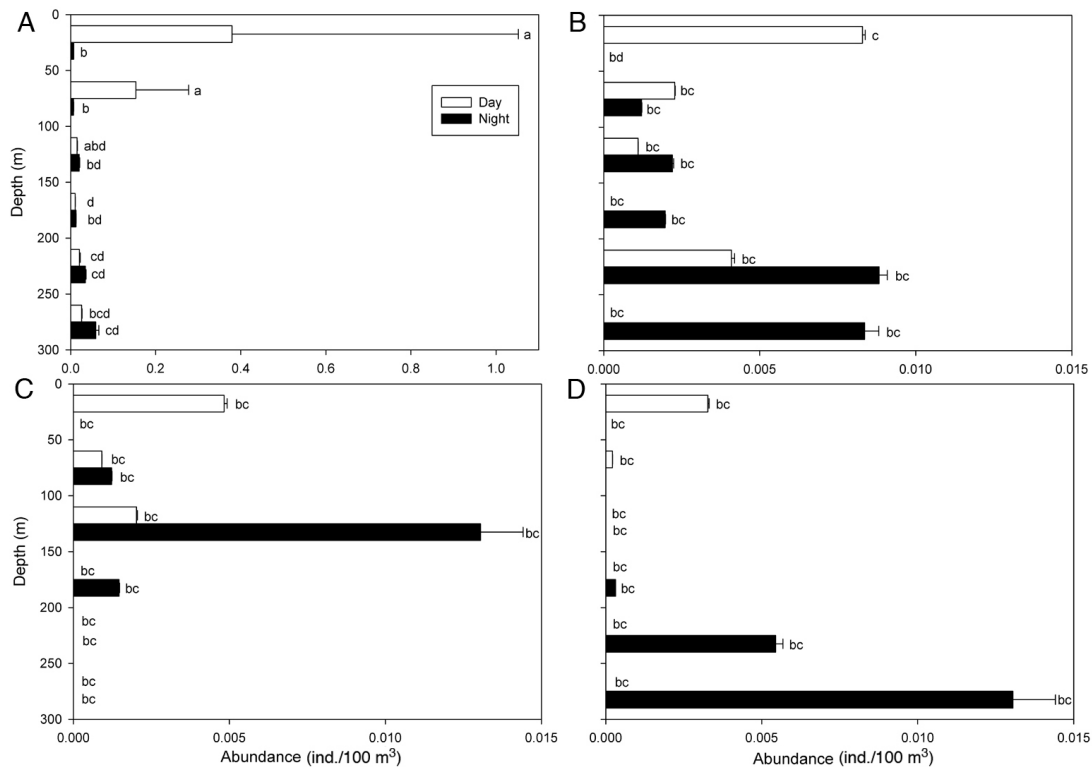 A
0
50
100
150
200
250
300
Depth (m)
a
b
a
b
abd
bd
d
bd
cd
cd
bcd
cd
Day
Night
0.0
0.2
0.4
0.6
0.8
1.0
B
c
bd
bc
bc
bc
bc
bc
bc
bc
bc
bc
bc
0.000
0.005
0.010
0.015
C
0
50
100
150
200
250
300
Depth (m)
bc
bc
bc
bc
bc
bc
bc
bc
bc
bc
bc
bc
0.000
0.005
0.010
0.015
Abundance (ind./100 m³)
D
bc
bc
bc
bc
bc
bc
bc
bc
bc
bc
bc
0.000
0.005
0.010
0.015
Abundance (ind./100 m³)